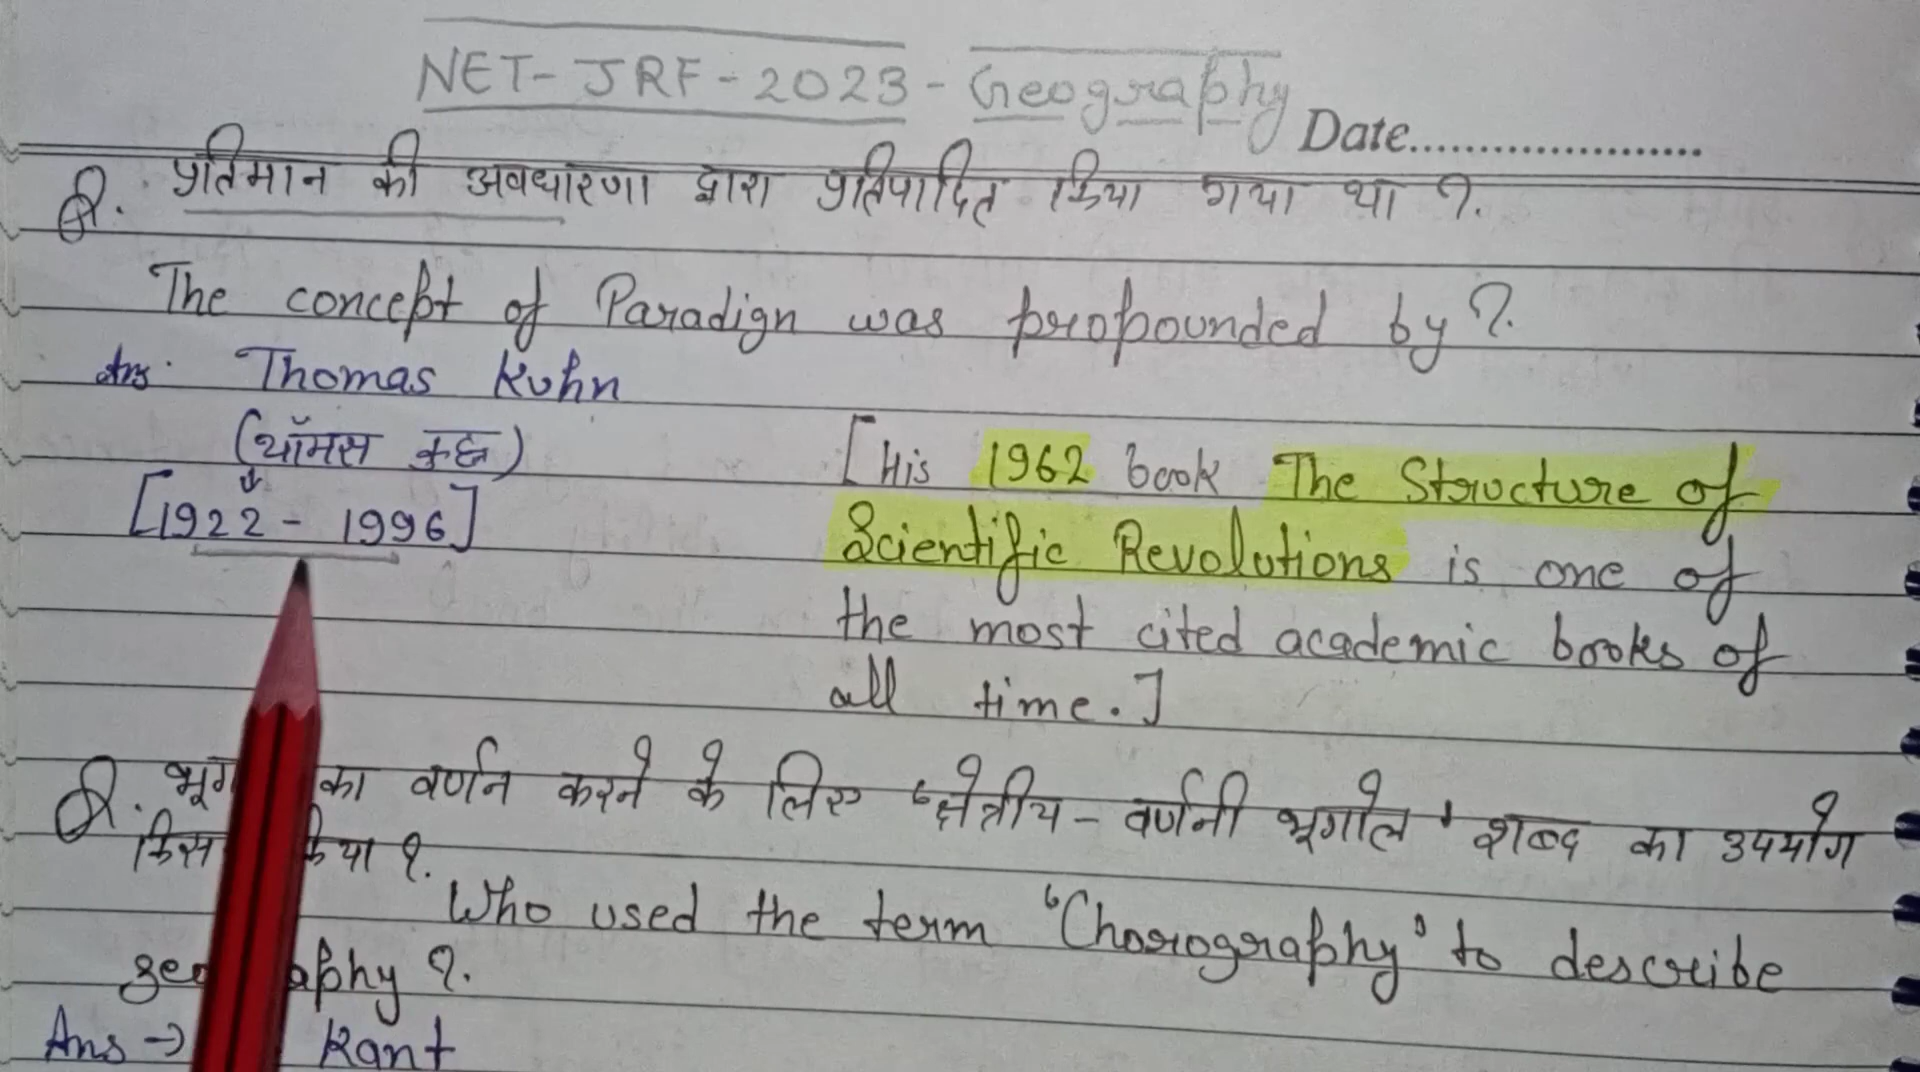 NET-JRF-2023-Geography
Date.....................
Q. प्रतिमान की अवधारणा द्वारा प्रतिपादित किया गया था ?.
The concept of Paradign was propounded by ?.
Ans. Thomas Kuhn
(थॉमस कुह्न)
[1922 - 1996]
[His 1962 book The Structure of
Scientific Revolutions is one of
the most cited academic books of
all time.]
Q. का वर्णन करने के लिए 'क्षेत्रीय - वर्णनी भूगोल' शब्द का उपयोग
किस ?.
Who used the term 'Chorography' to describe
?.
Ans → Kant